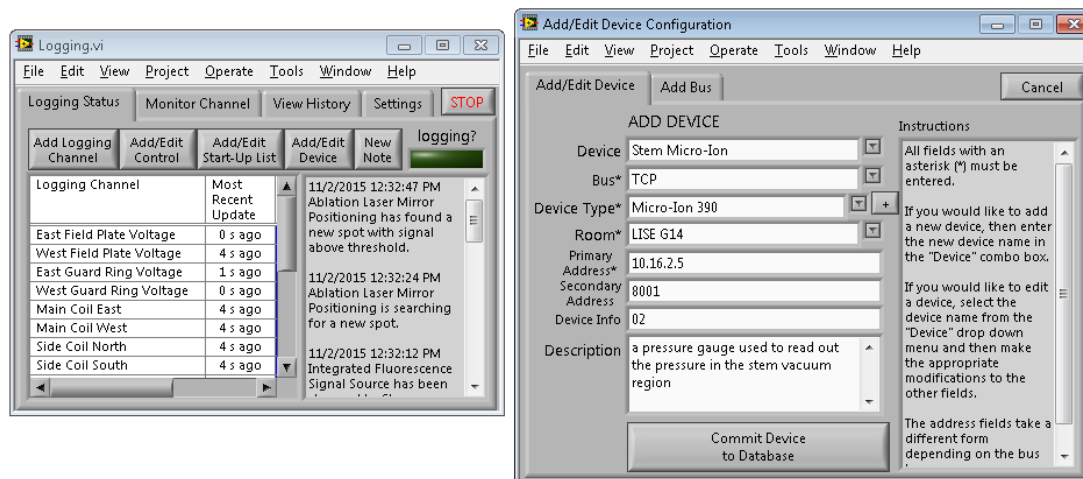 Logging.vi
File Edit View Project Operate Tools Window Help
Logging Status Monitor Channel View History Settings STOP
Add Logging Channel
Add/Edit Control
Add/Edit Start-Up List
Add/Edit Device
New Note
logging?
Logging Channel Most Recent Update
East Field Plate Voltage 0 s ago
West Field Plate Voltage 4 s ago
East Guard Ring Voltage 1 s ago
West Guard Ring Voltage 0 s ago
Main Coil East 4 s ago
Main Coil West 4 s ago
Side Coil North 4 s ago
Side Coil South 4 s ago
11/2/2015 12:32:47 PM
Ablation Laser Mirror
Positioning has found a
new spot with signal
above threshold.
11/2/2015 12:32:24 PM
Ablation Laser Mirror
Positioning is searching
for a new spot.
11/2/2015 12:32:12 PM
Integrated Fluorescence
Signal Source has been
Add/Edit Device Configuration
File Edit View Project Operate Tools Window Help
Add/Edit Device Add Bus Cancel
ADD DEVICE
Device Stem Micro-Ion
Bus* TCP
Device Type* Micro-Ion 390 +
Room* LISE G14
Primary Address* 10.16.2.5
Secondary Address 8001
Device Info 02
Description a pressure gauge used to read out
the pressure in the stem vacuum
region
Commit Device
to Database
Instructions
All fields with an
asterisk (*) must be
entered.
If you would like to add
a new device, then enter
the new device name in
the "Device" combo box.
If you would like to edit
a device, select the
device name from the
"Device" drop down
menu and then make
the appropriate
modifications to the
other fields.
The address fields take a
different form
depending on the bus